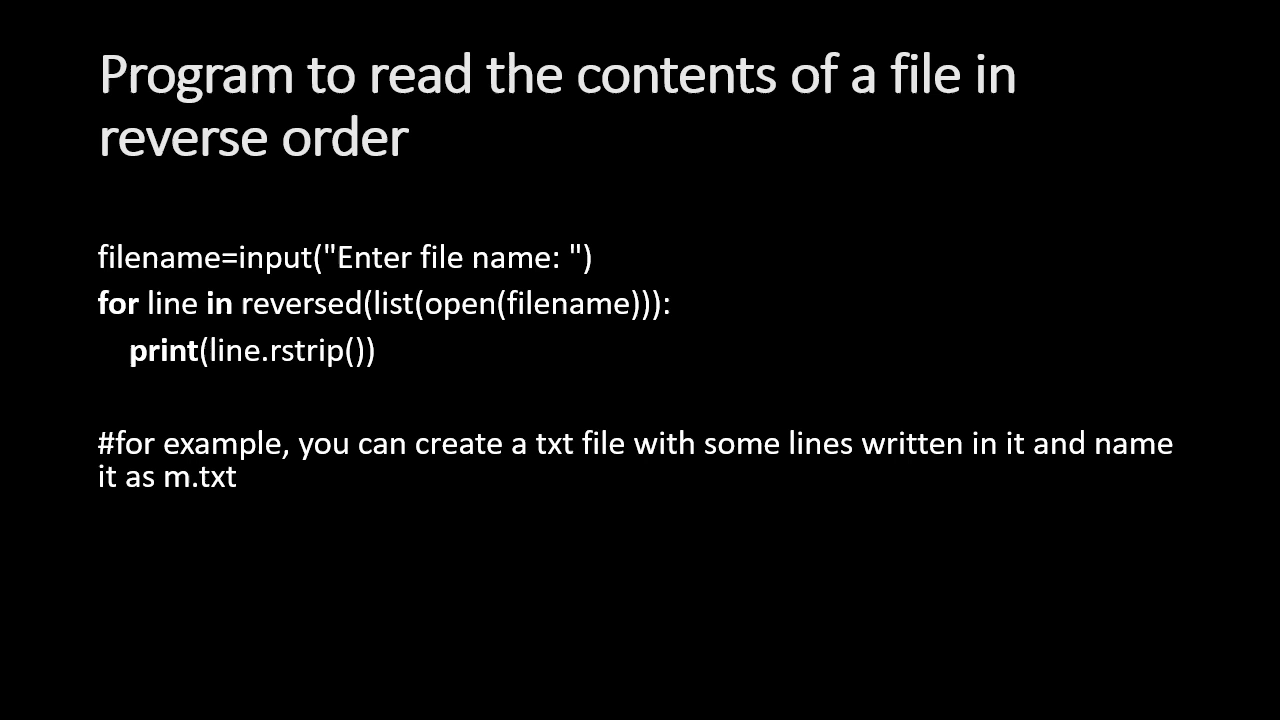 Program to read the contents of a file in
reverse order
filename=input("Enter file name: ")
for line in reversed(list(open(filename))):
print(line.rstrip())
#for example, you can create a txt file with some lines written in it and name
it as m.txt